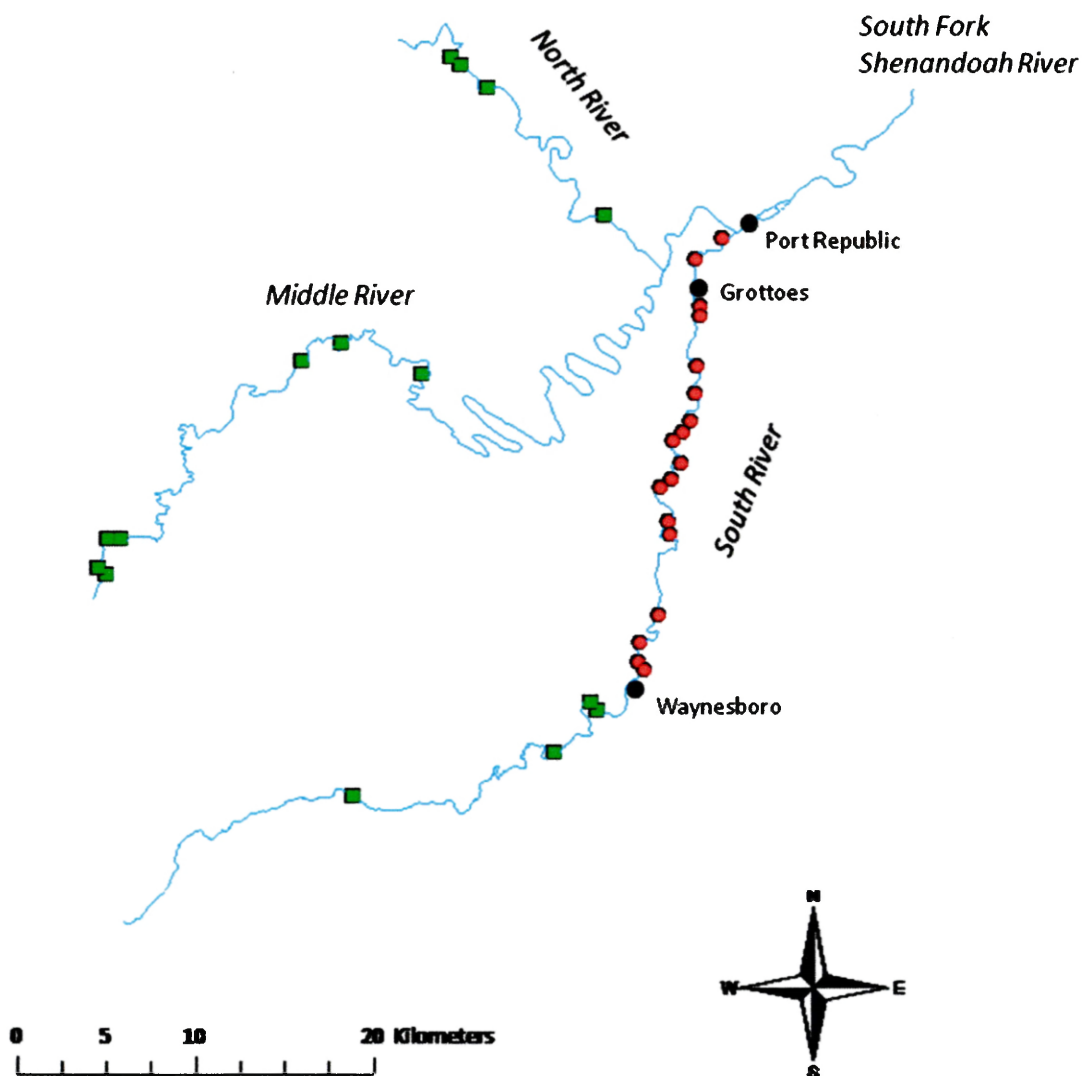 South Fork
Shenandoah River
North River
Port Republic
Grottoes
Middle River
South River
Waynesboro
N
W
E
S
0 5 10 20 Kilometers